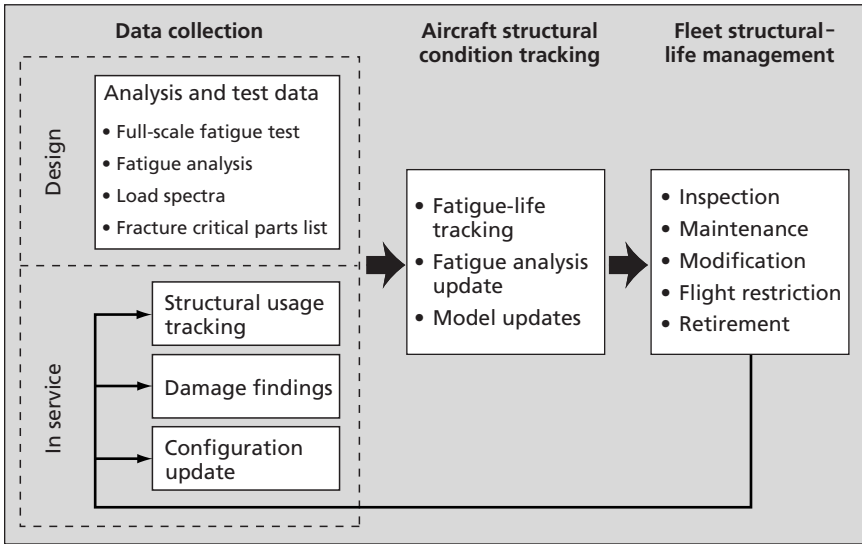 Data collection
Aircraft structural
condition tracking
Fleet structural–
life management
Design
Analysis and test data
• Full-scale fatigue test
• Fatigue analysis
• Load spectra
• Fracture critical parts list
In service
Structural usage
tracking
Damage findings
Configuration
update
• Fatigue-life
tracking
• Fatigue analysis
update
• Model updates
• Inspection
• Maintenance
• Modification
• Flight restriction
• Retirement